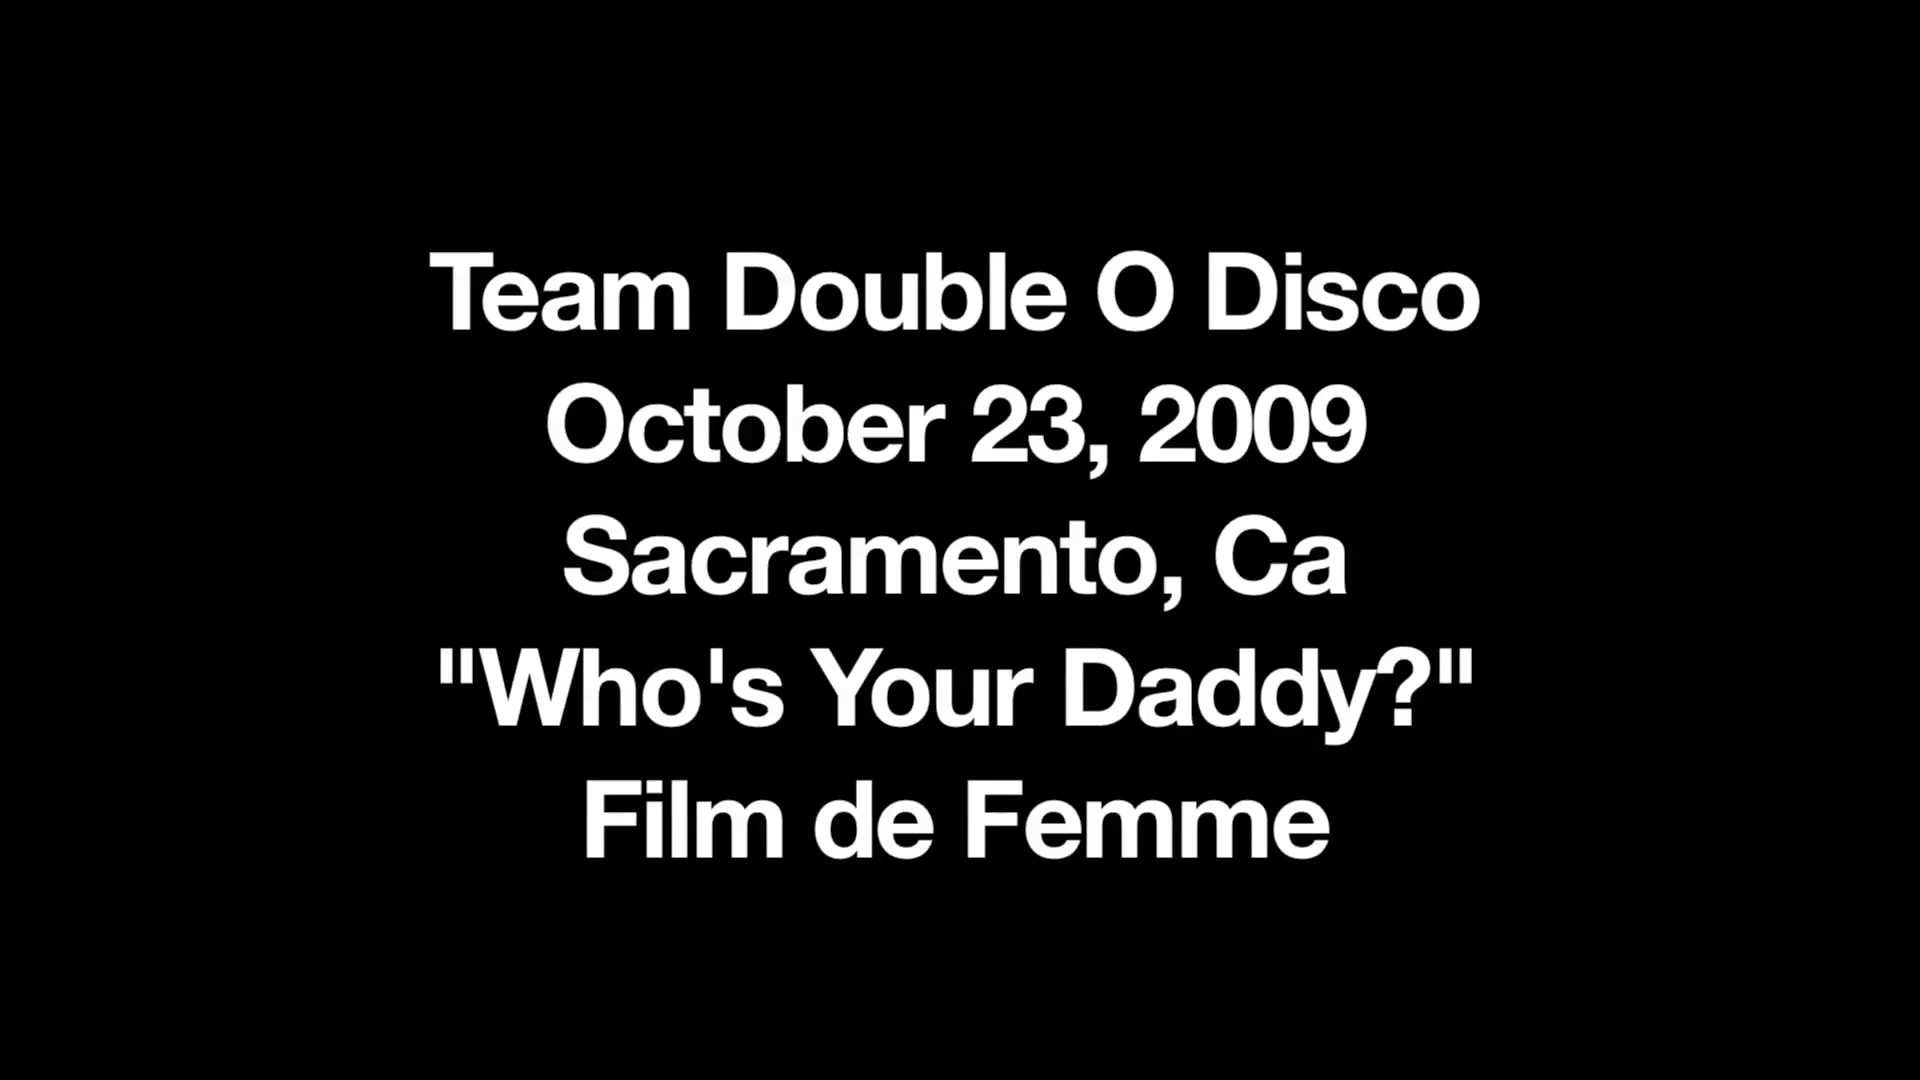 Team Double O Disco
October 23, 2009
Sacramento, Ca
"Who's Your Daddy?"
Film de Femme